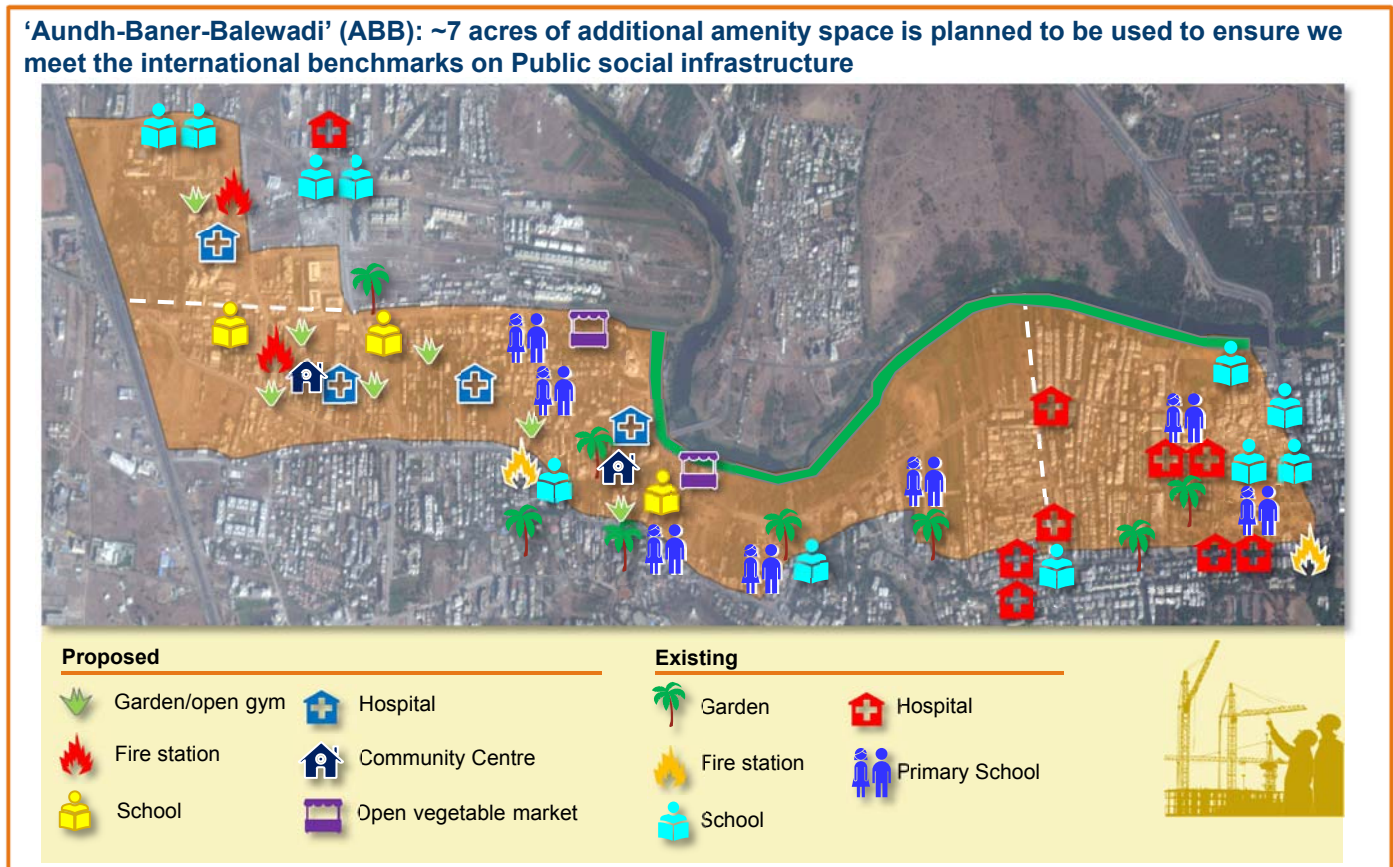 ‘Aundh-Baner-Balewadi’ (ABB): ~7 acres of additional amenity space is planned to be used to ensure we
meet the international benchmarks on Public social infrastructure
Proposed
Garden/open gym
Hospital
Fire station
Community Centre
School
Open vegetable market
Existing
Garden
Hospital
Fire station
Primary School
School